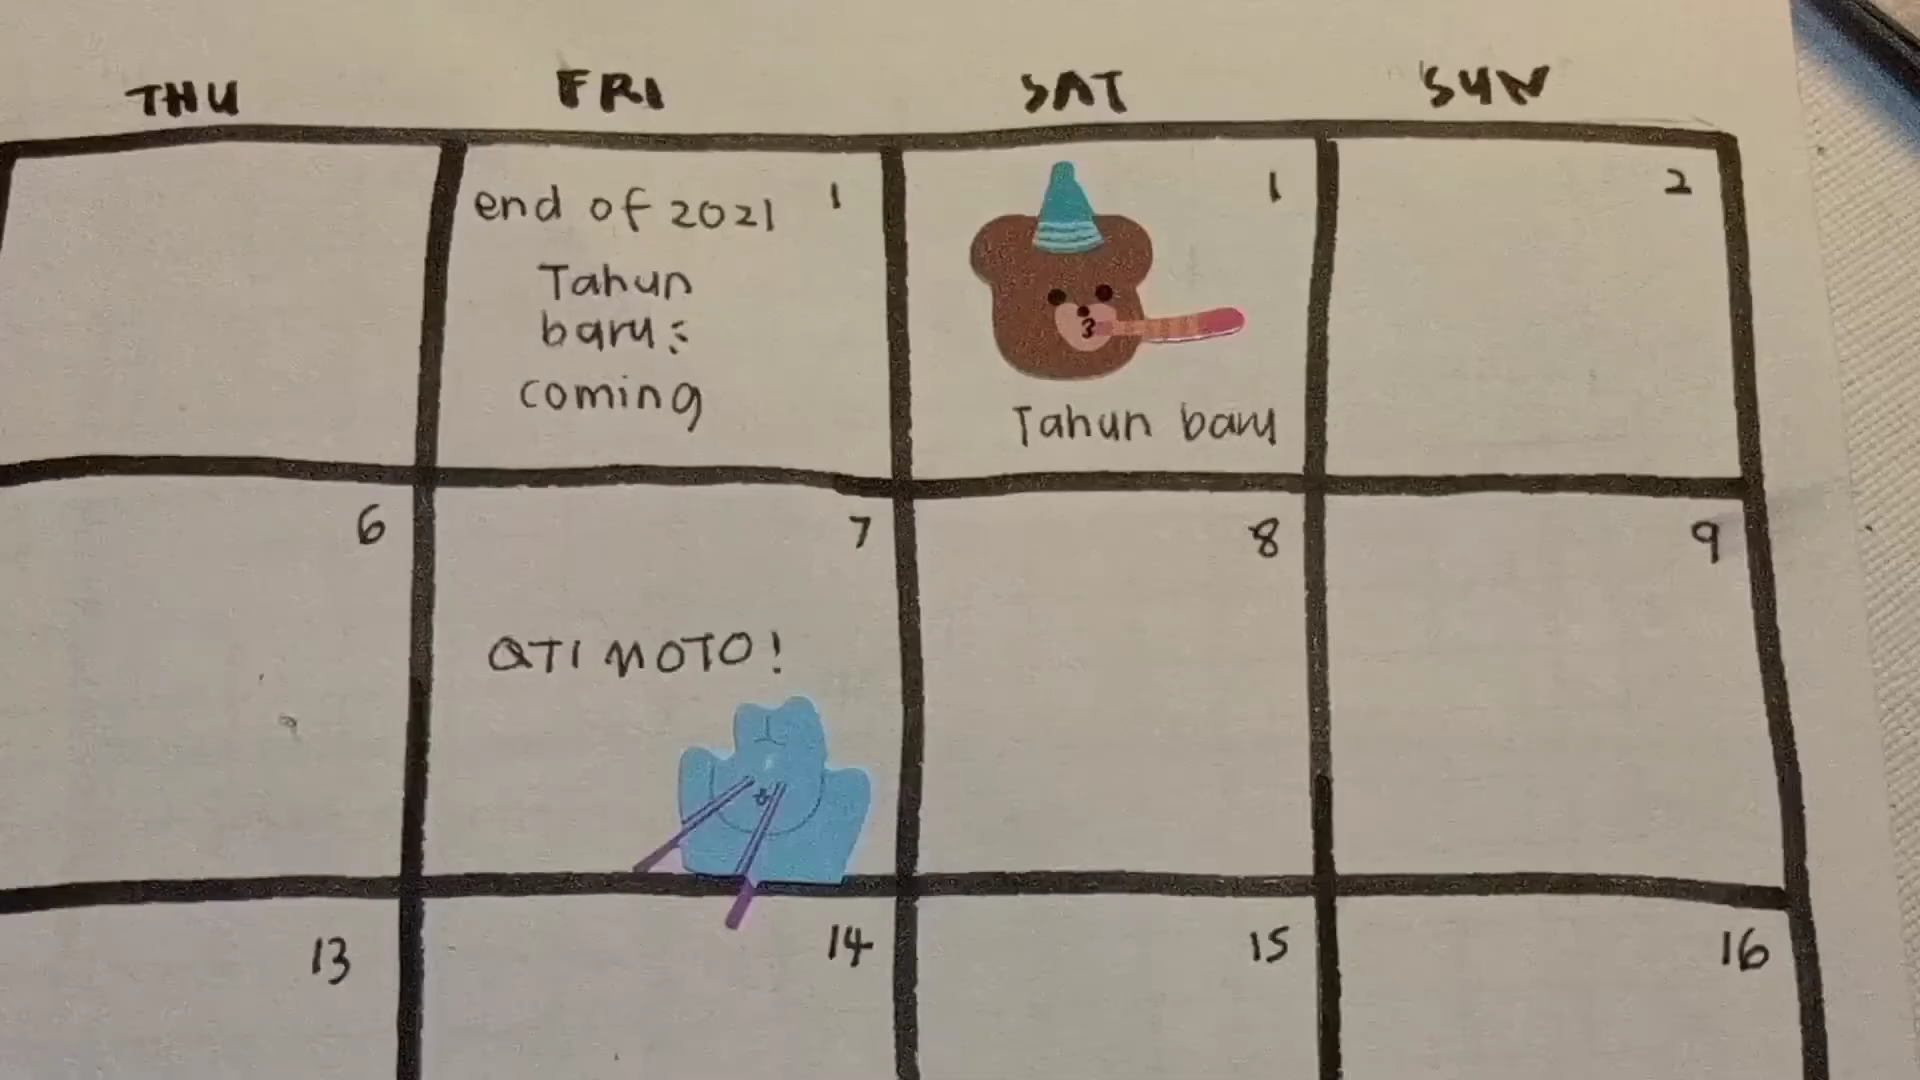 THU FRI SAT SUN
end of 2021 1
Tahun
baru :
coming
1
Tahun baru
2
6 7 8 9
QTI MOTO!
13 14 15 16